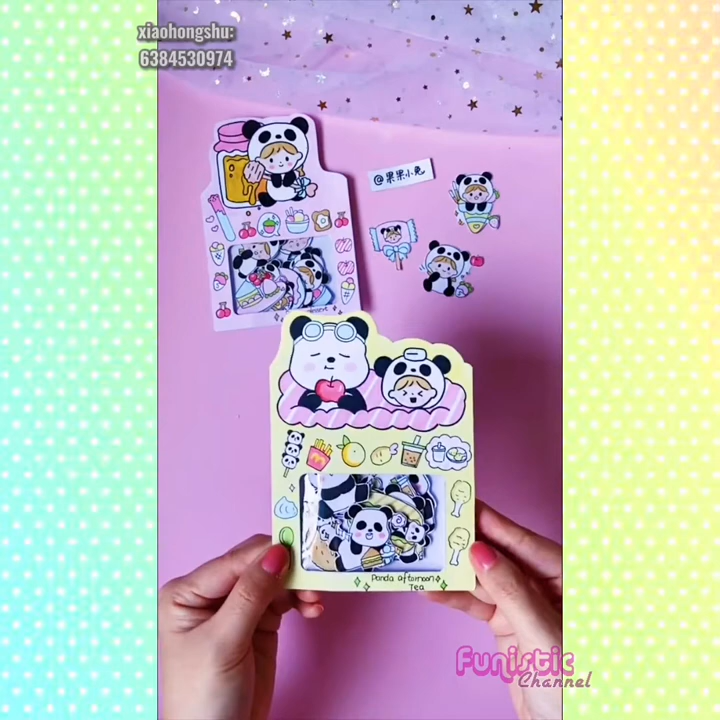 xiaohongshu:
6384530974
@果果小兔
Panda afternoon
Tea
Funistic
Channel